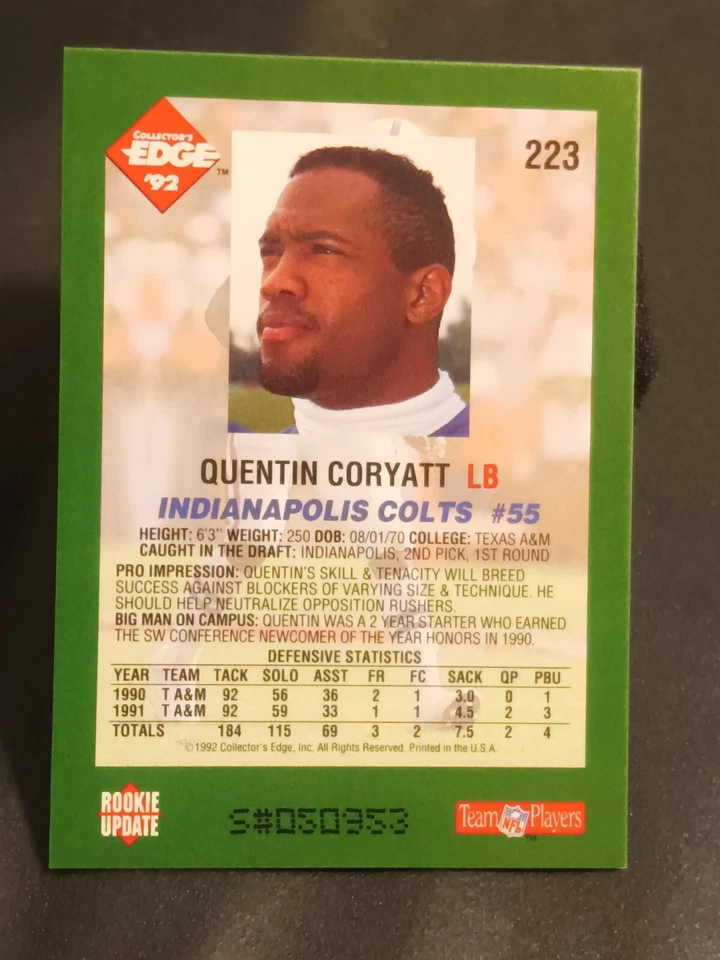 COLLECTOR'S
EDGE™
'92
223
QUENTIN CORYATT LB
INDIANAPOLIS COLTS #55
HEIGHT: 6'3" WEIGHT: 250 DOB: 08/01/70 COLLEGE: TEXAS A&M
CAUGHT IN THE DRAFT: INDIANAPOLIS, 2ND PICK, 1ST ROUND
PRO IMPRESSION: QUENTIN'S SKILL & TENACITY WILL BREED
SUCCESS AGAINST BLOCKERS OF VARYING SIZE & TECHNIQUE. HE
SHOULD HELP NEUTRALIZE OPPOSITION RUSHERS.
BIG MAN ON CAMPUS: QUENTIN WAS A 2 YEAR STARTER WHO EARNED
THE SW CONFERENCE NEWCOMER OF THE YEAR HONORS IN 1990.
DEFENSIVE STATISTICS
YEAR TEAM TACK SOLO ASST FR FC SACK QP PBU
1990 T A&M 92 56 36 2 1 3.0 0 1
1991 T A&M 92 59 33 1 1 4.5 2 3
TOTALS 184 115 69 3 2 7.5 2 4
©1992 Collector's Edge, Inc. All Rights Reserved. Printed in the U.S.A.
ROOKIE
UPDATE
S#050953
Team NFL Players
TM